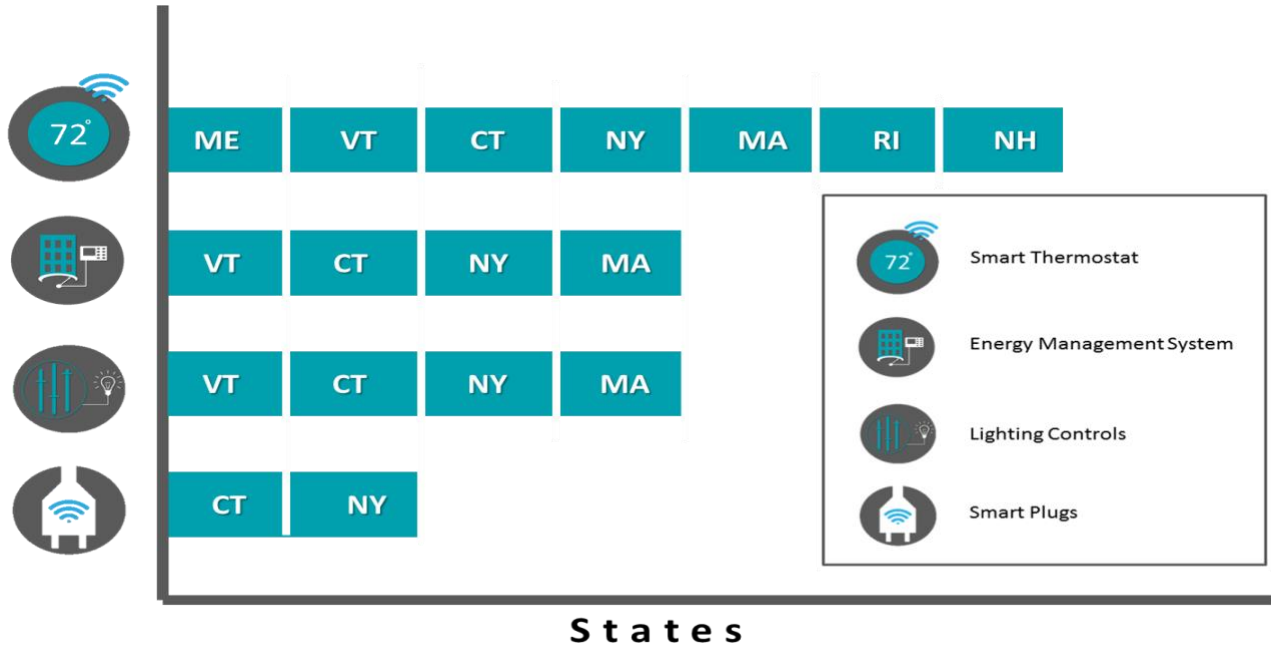 72°
ME VT CT NY MA RI NH
VT CT NY MA
VT CT NY MA
CT NY
72°
Smart Thermostat
Energy Management System
Lighting Controls
Smart Plugs
States